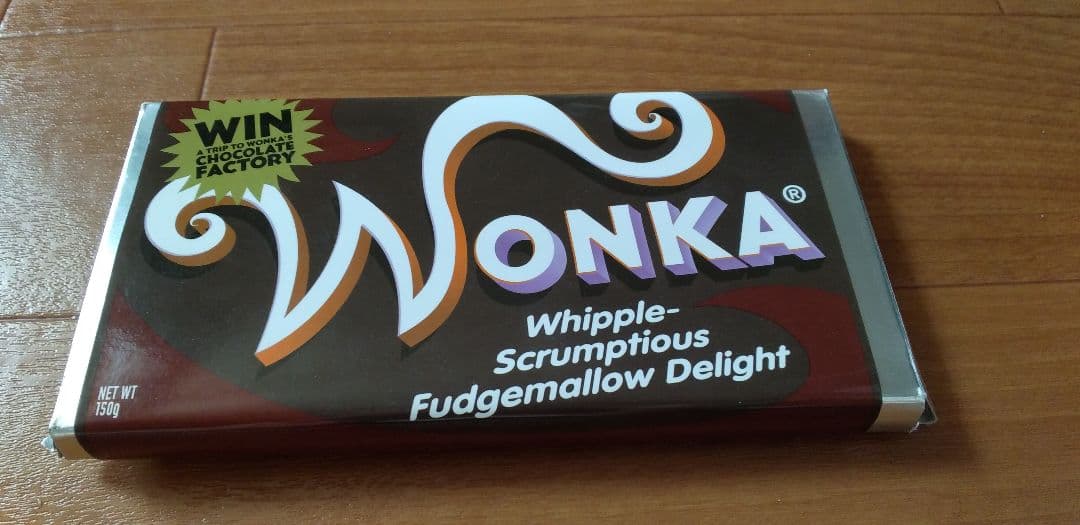 WIN
A TRIP TO WONKA'S
CHOCOLATE
FACTORY
WONKA®
Whipple-
Scrumptious
Fudgemallow Delight
NET WT
150g